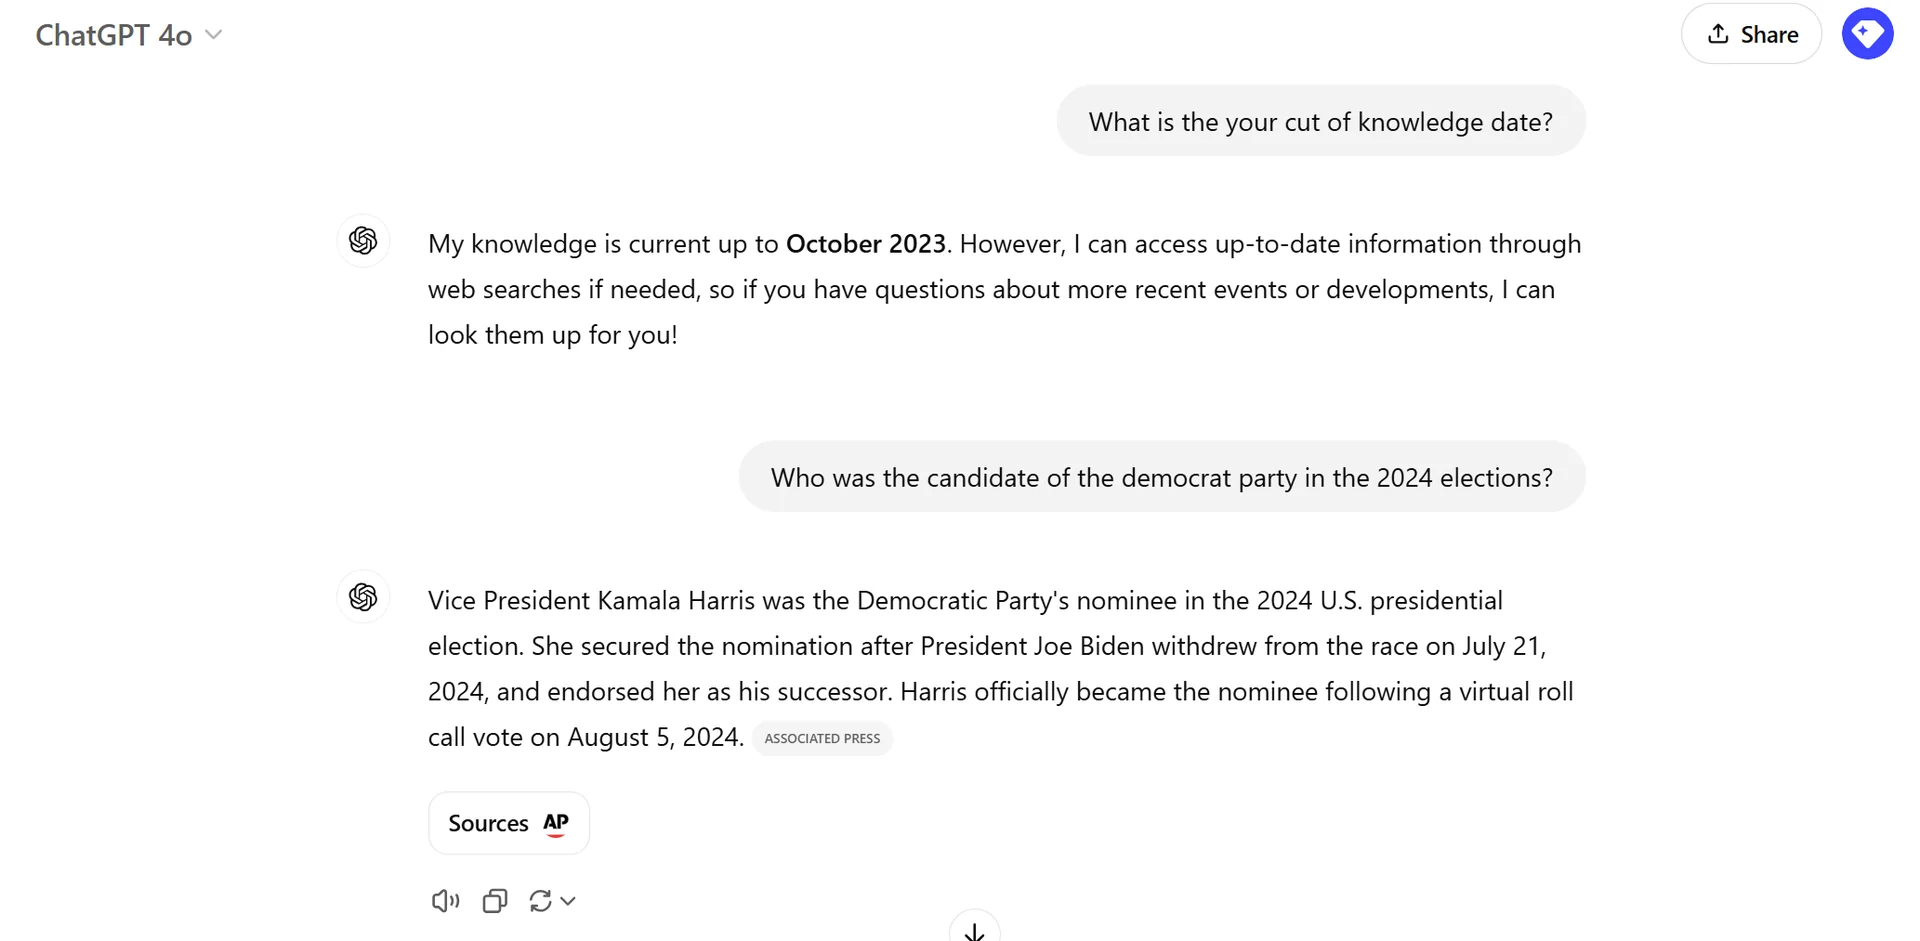 ChatGPT 4o
Share
What is the your cut of knowledge date?
My knowledge is current up to October 2023. However, I can access up-to-date information through
web searches if needed, so if you have questions about more recent events or developments, I can
look them up for you!
Who was the candidate of the democrat party in the 2024 elections?
Vice President Kamala Harris was the Democratic Party's nominee in the 2024 U.S. presidential
election. She secured the nomination after President Joe Biden withdrew from the race on July 21,
2024, and endorsed her as his successor. Harris officially became the nominee following a virtual roll
call vote on August 5, 2024. ASSOCIATED PRESS
Sources AP